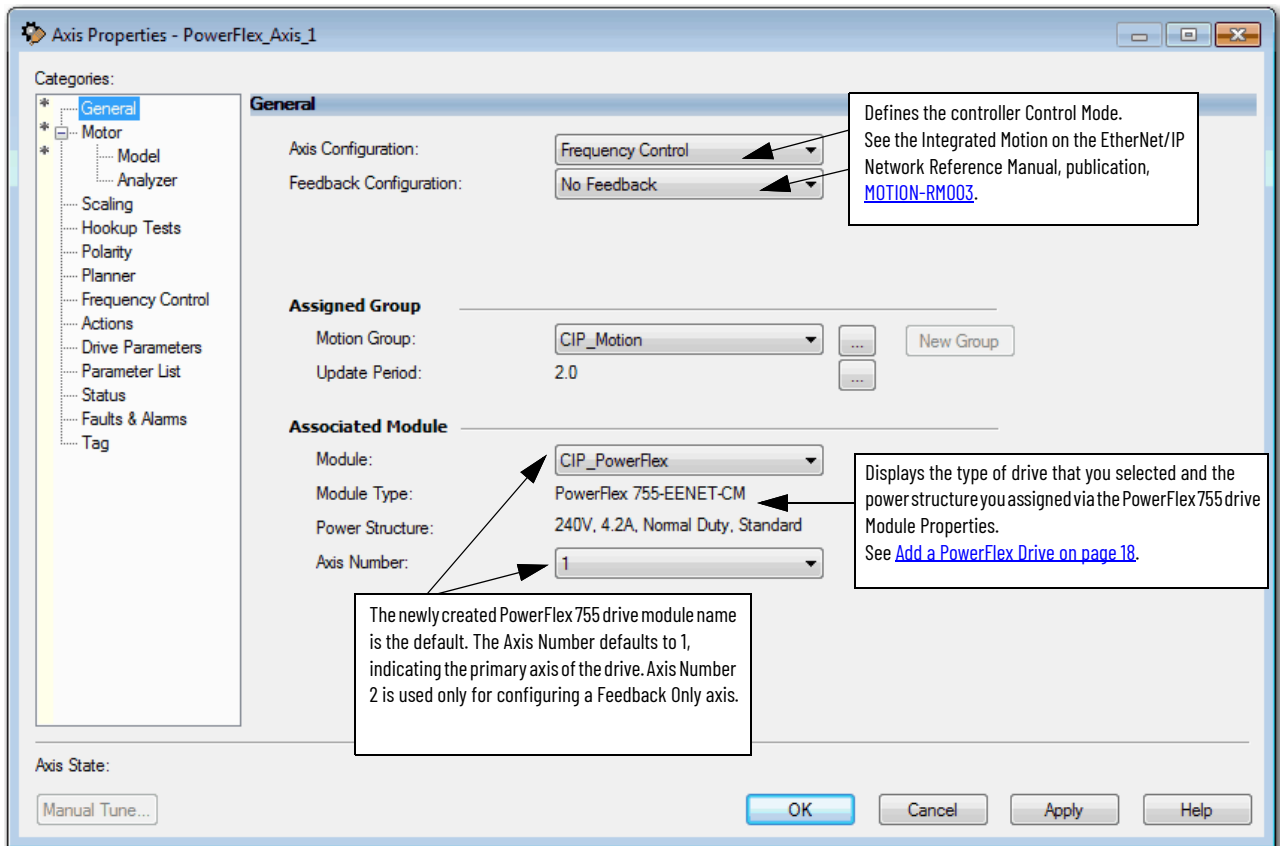 Axis Properties - PowerFlex_Axis_1
Categories:
* General
* Motor
* Model
Analyzer
Scaling
Hookup Tests
Polarity
Planner
Frequency Control
Actions
Drive Parameters
Parameter List
Status
Faults & Alarms
Tag
General
Axis Configuration: Frequency Control
Feedback Configuration: No Feedback
Defines the controller Control Mode.
See the Integrated Motion on the EtherNet/IP
Network Reference Manual, publication,
MOTION-RM003.
Assigned Group
Motion Group: CIP_Motion ... New Group
Update Period: 2.0 ...
Associated Module
Module: CIP_PowerFlex
Module Type: PowerFlex 755-EENET-CM
Power Structure: 240V, 4.2A, Normal Duty, Standard
Axis Number: 1
Displays the type of drive that you selected and the
power structure you assigned via the PowerFlex 755 drive
Module Properties.
See Add a PowerFlex Drive on page 18.
The newly created PowerFlex 755 drive module name
is the default. The Axis Number defaults to 1,
indicating the primary axis of the drive. Axis Number
2 is used only for configuring a Feedback Only axis.
Axis State:
Manual Tune...
OK Cancel Apply Help